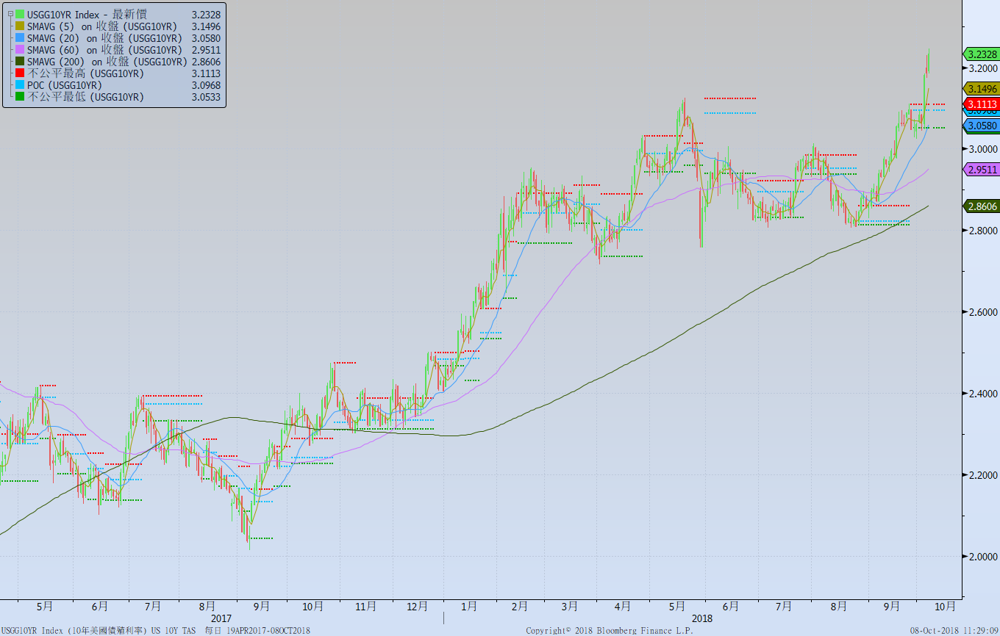 USGG10YR Index - 最新價 3.2328
SMAVG (5) on 收盤 (USGG10YR) 3.1496
SMAVG (20) on 收盤 (USGG10YR) 3.0580
SMAVG (60) on 收盤 (USGG10YR) 2.9511
SMAVG (200) on 收盤 (USGG10YR) 2.8606
不公平最高 (USGG10YR) 3.1113
POC (USGG10YR) 3.0968
不公平最低 (USGG10YR) 3.0533
3.2328
3.2000
3.1496
3.1113
3.0580
3.0000
2.9511
2.8606
2.8000
2.6000
2.4000
2.2000
2.0000
5月 6月 7月 8月 9月 10月 11月 12月 1月 2月 3月 4月 5月 6月 7月 8月 9月 10月
2017 2018
USGG10YR Index (10年美國債殖利率) US 10Y TAS 每日 19APR2017-08OCT2018 Copyright© 2018 Bloomberg Finance L.P. 08-Oct-2018 11:29:09